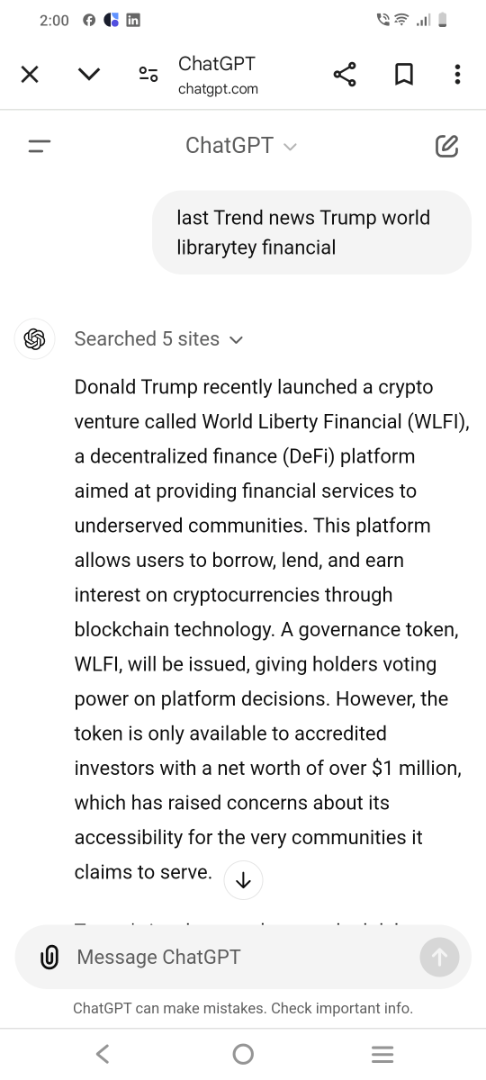 2:00
ChatGPT
chatgpt.com
ChatGPT
last Trend news Trump world
librarytey financial
Searched 5 sites
Donald Trump recently launched a crypto
venture called World Liberty Financial (WLFI),
a decentralized finance (DeFi) platform
aimed at providing financial services to
underserved communities. This platform
allows users to borrow, lend, and earn
interest on cryptocurrencies through
blockchain technology. A governance token,
WLFI, will be issued, giving holders voting
power on platform decisions. However, the
token is only available to accredited
investors with a net worth of over $1 million,
which has raised concerns about its
accessibility for the very communities it
claims to serve.
Message ChatGPT
ChatGPT can make mistakes. Check important info.